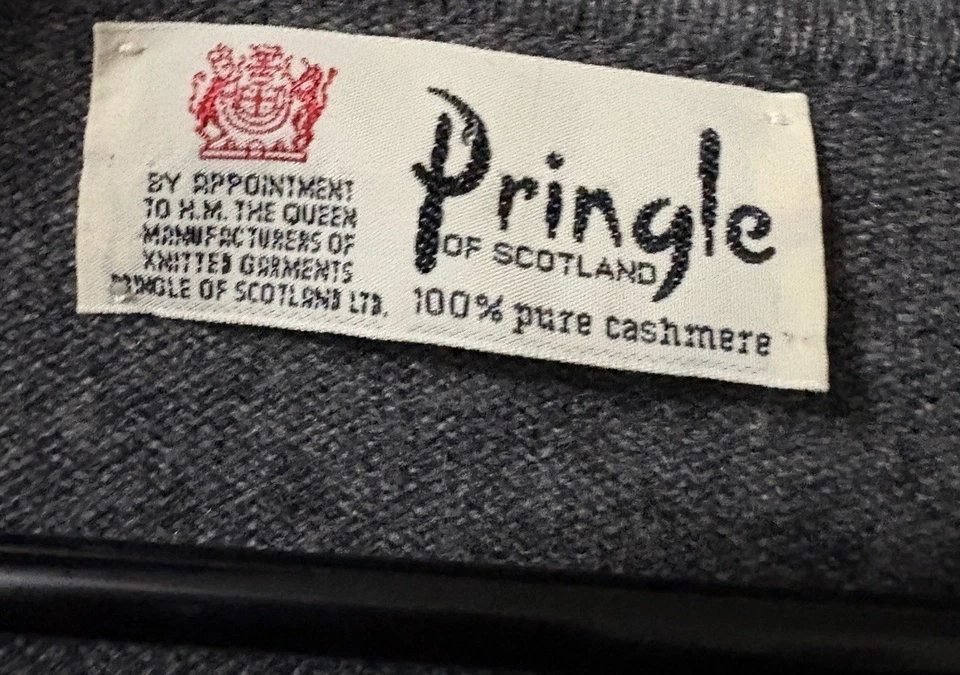 BY APPOINTMENT
TO H.M. THE QUEEN
MANUFACTURERS OF
KNITTED GARMENTS
PRINGLE OF SCOTLAND LTD.
Pringle
OF SCOTLAND
100% pure cashmere